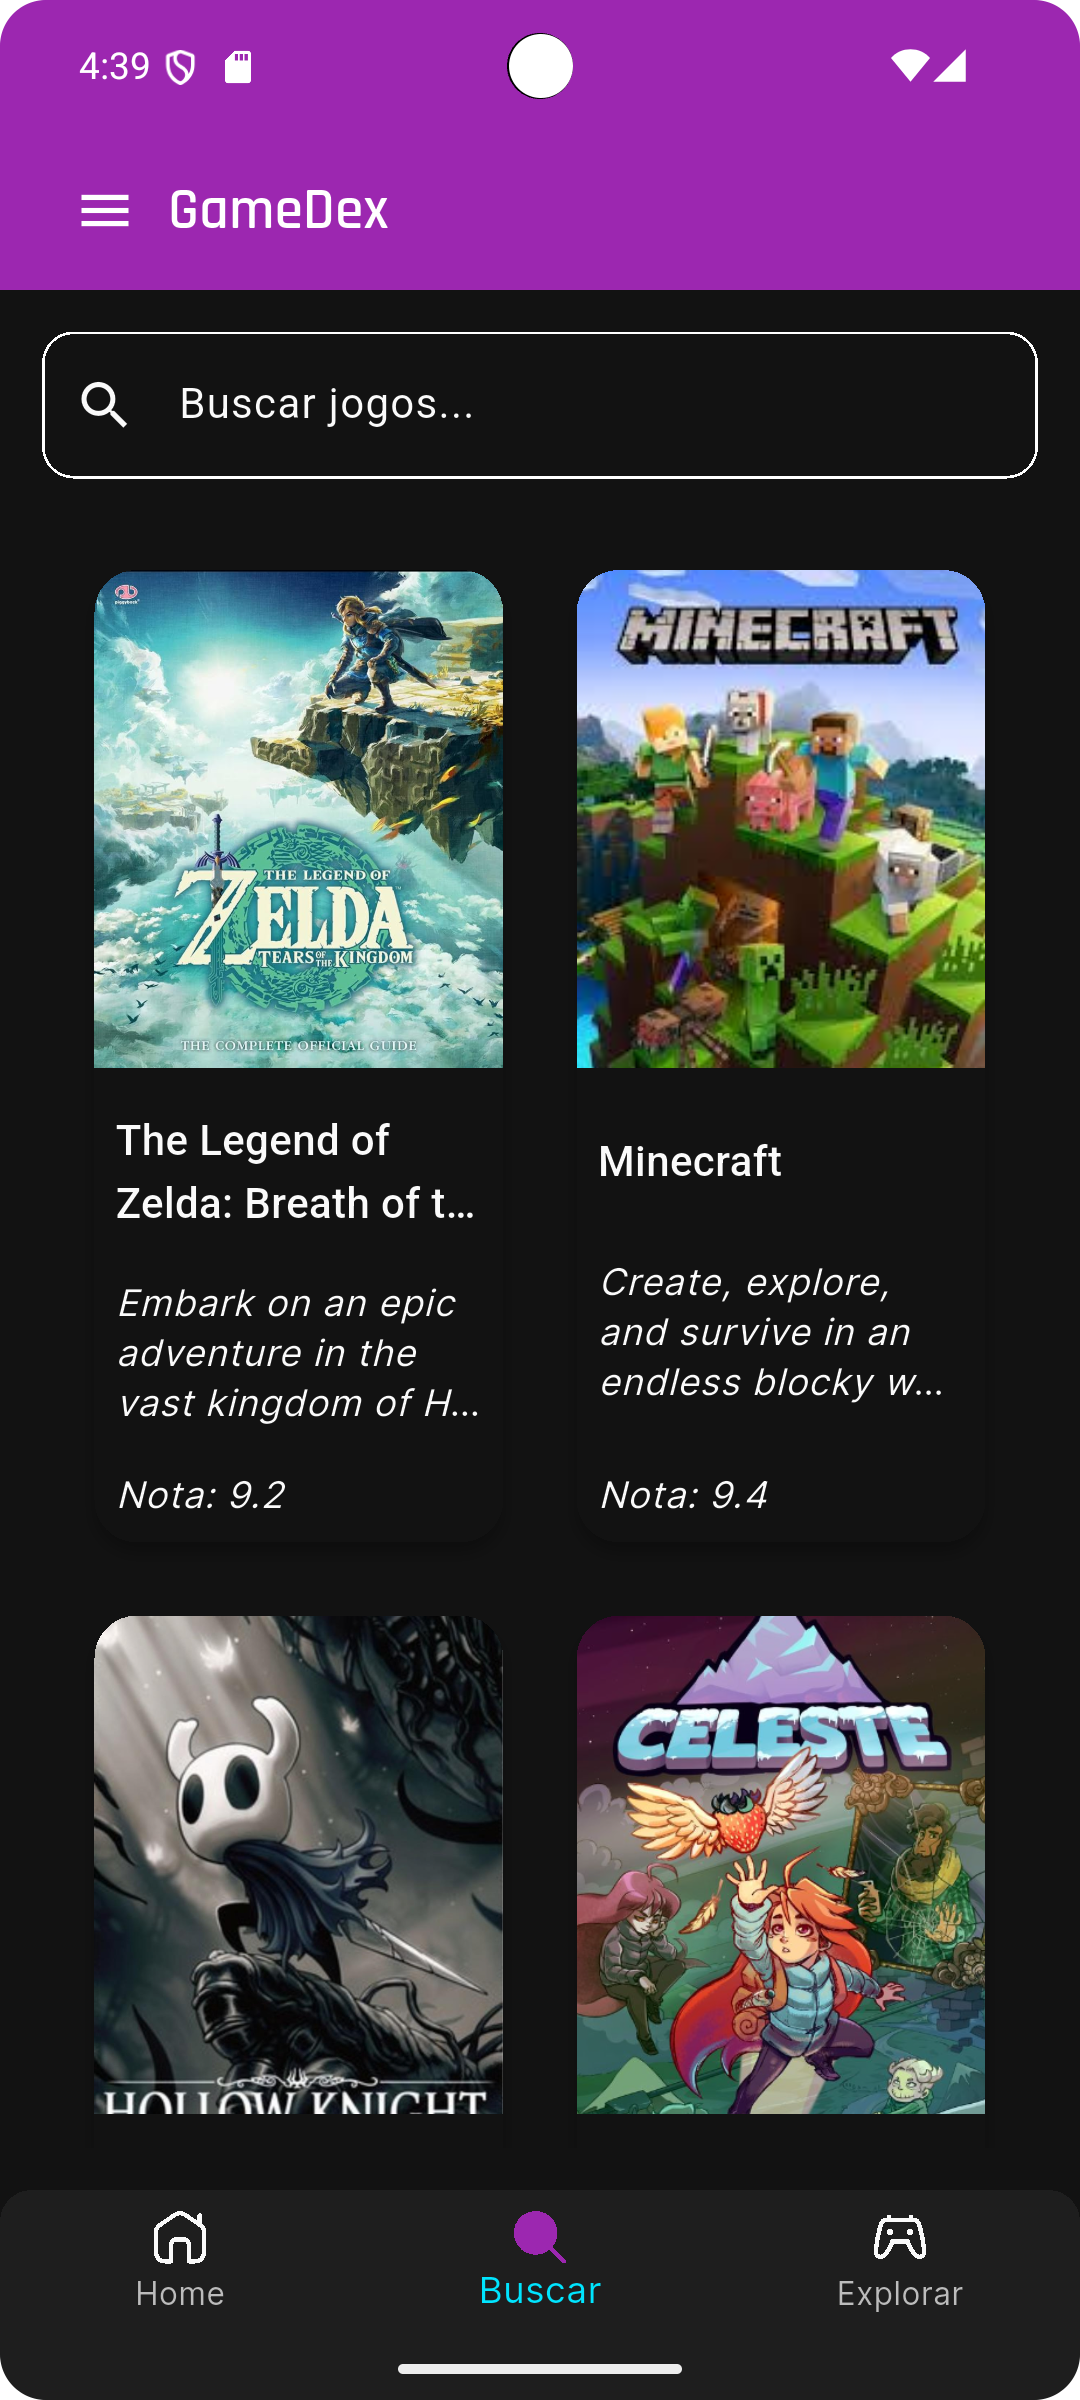 4:39
GameDex
Buscar jogos...
THE LEGEND OF
ZELDA
TEARS OF THE KINGDOM
THE COMPLETE OFFICIAL GUIDE
MINECRAFT
The Legend of
Zelda: Breath of t...
Embark on an epic
adventure in the
vast kingdom of H...
Nota: 9.2
Minecraft
Create, explore,
and survive in an
endless blocky w...
Nota: 9.4
HOLLOW KNIGHT
CELESTE
Home
Buscar
Explorar